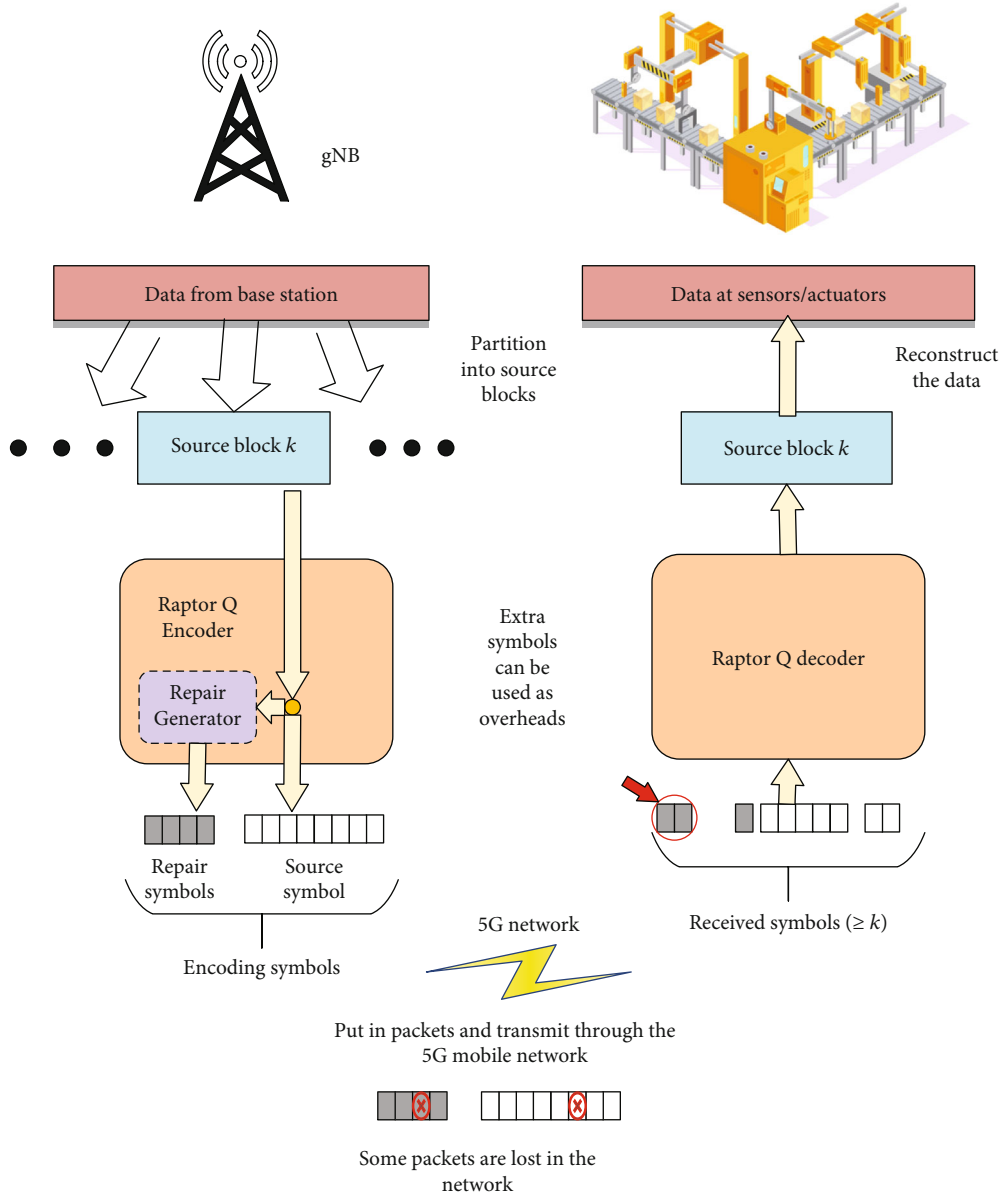 gNB
Data from base station
Data at sensors/actuators
Partition
into source
blocks
Reconstruct
the data
Source block k
Source block k
Raptor Q
Encoder
Repair
Generator
Extra
symbols
can be
used as
overheads
Raptor Q decoder
Repair
symbols
Source
symbol
Encoding symbols
Received symbols (≥ k)
5G network
Put in packets and transmit through the
5G mobile network
Some packets are lost in the
network